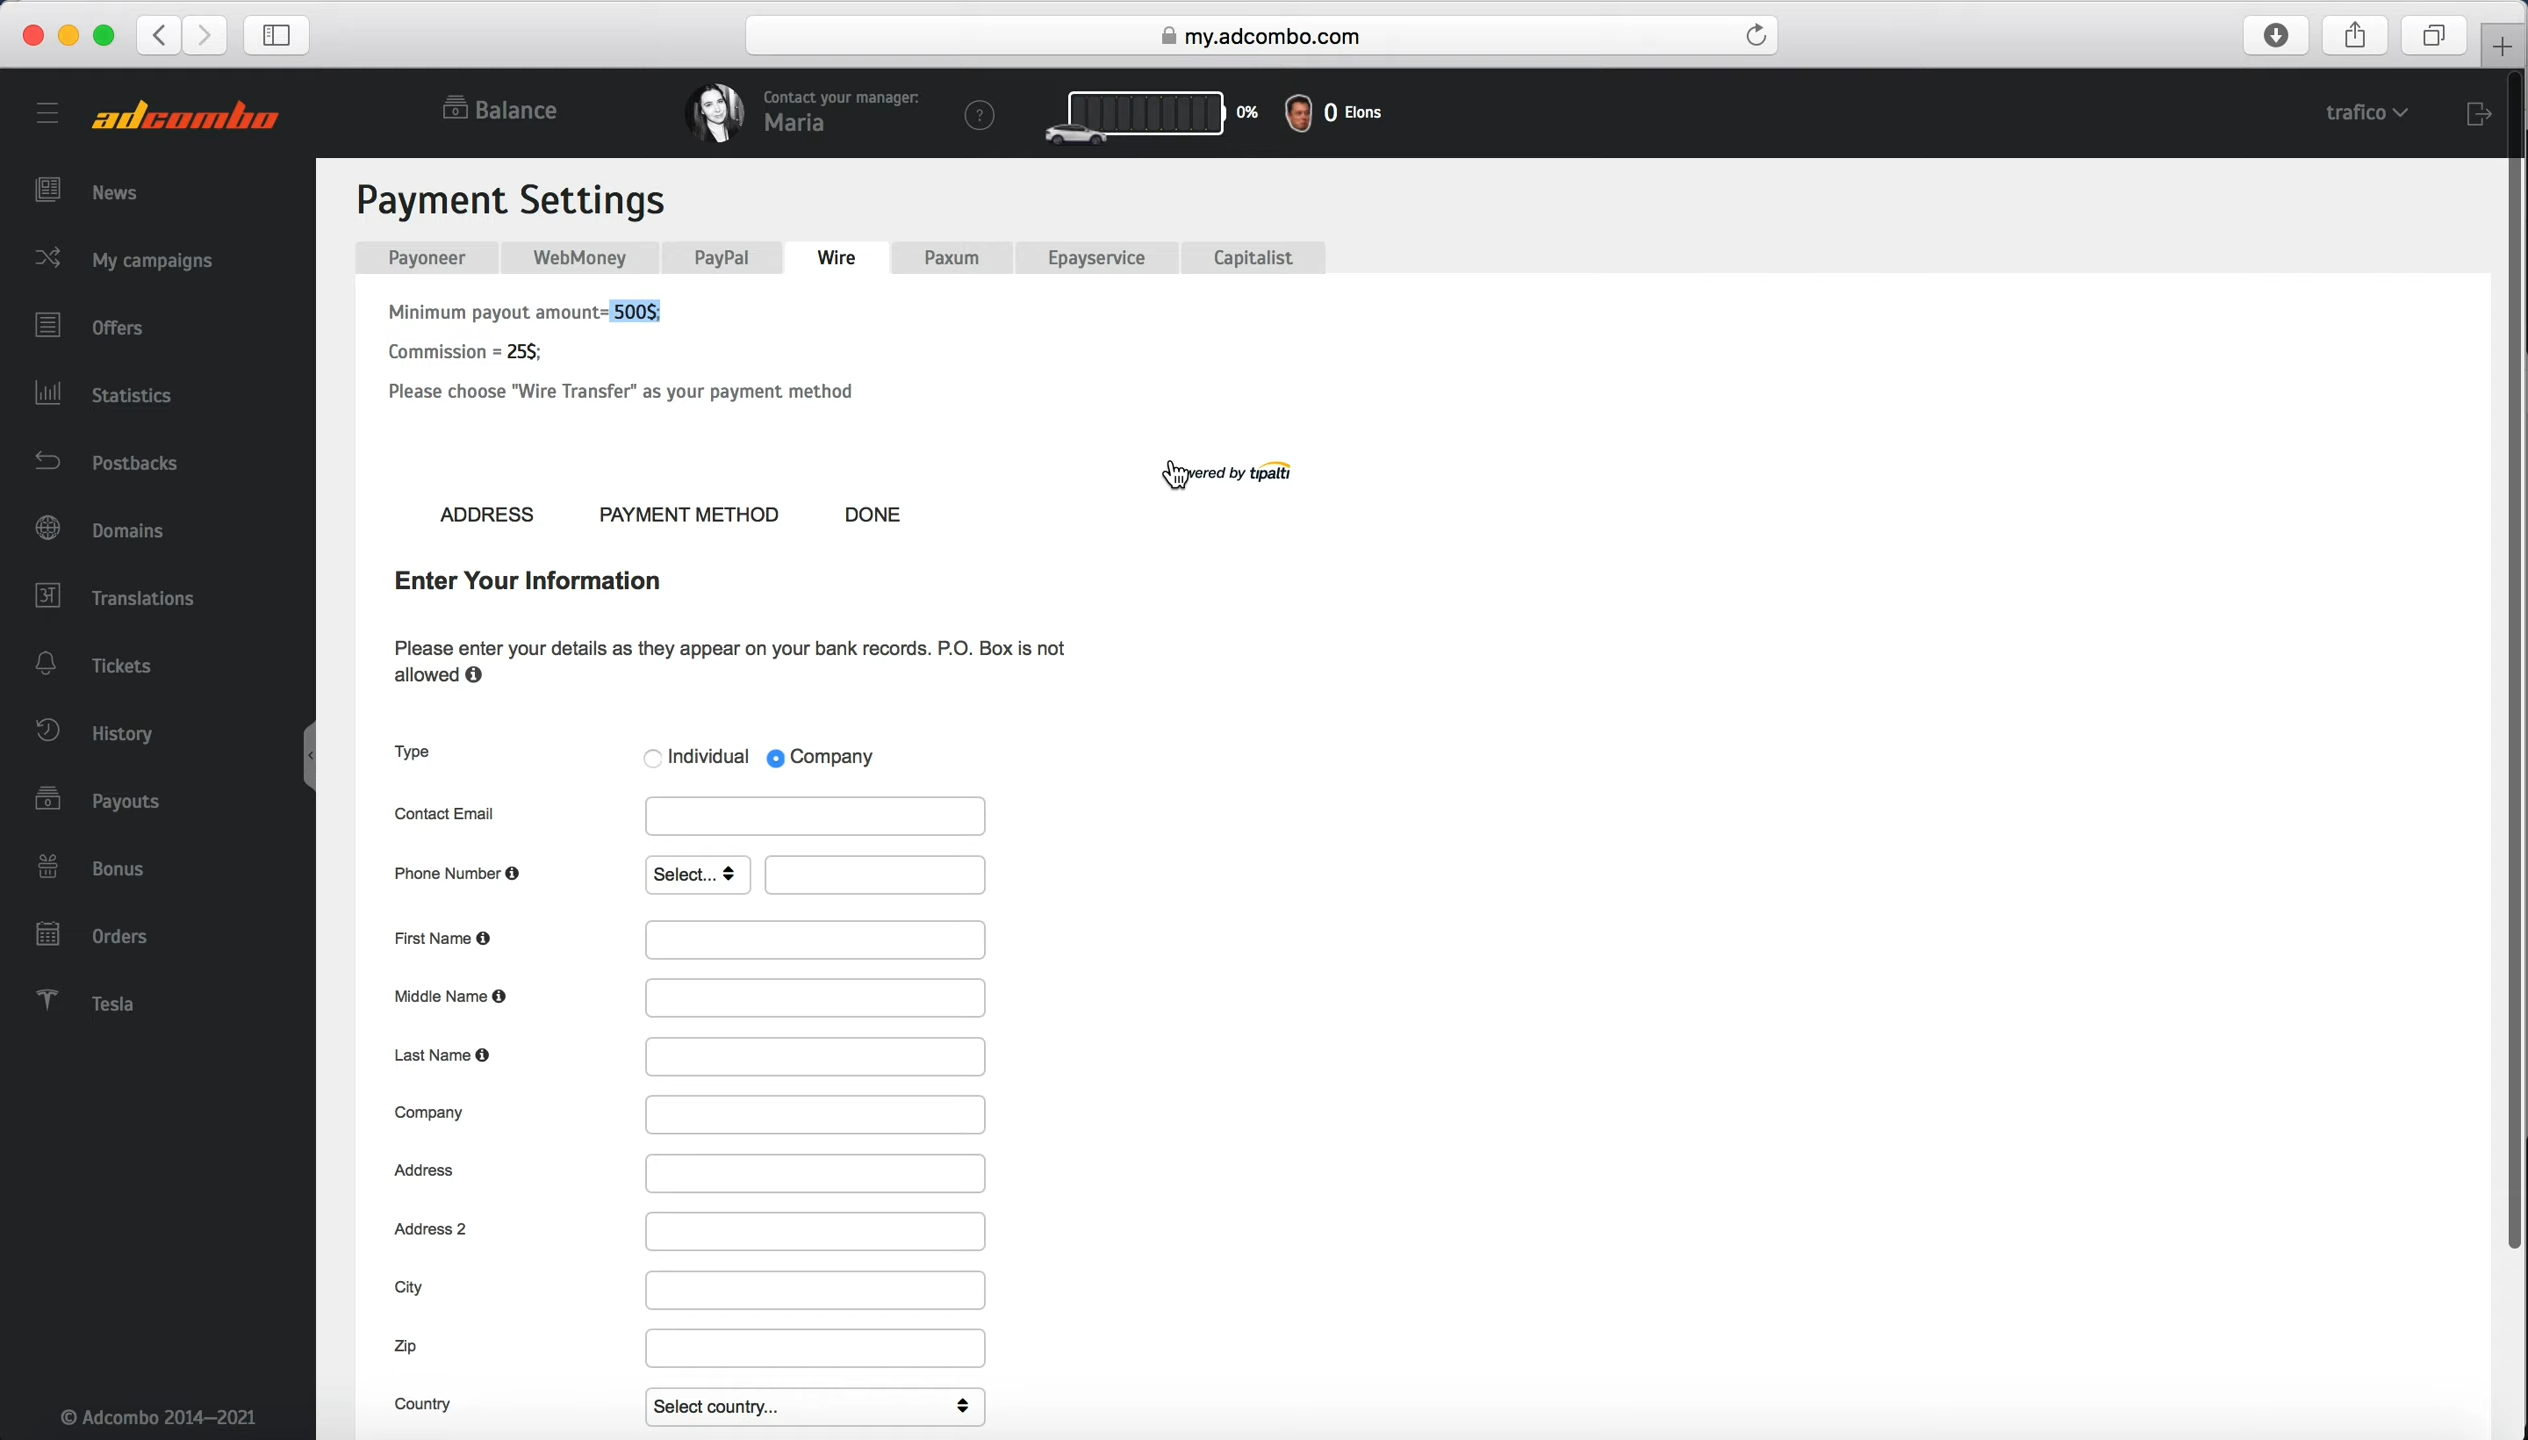 my.adcombo.com
adcombo
Balance
Contact your manager:
Maria
?
0%
0 Elons
trafico
News
My campaigns
Offers
Statistics
Postbacks
Domains
Translations
Tickets
History
Payouts
Bonus
Orders
Tesla
© Adcombo 2014—2021
Payment Settings
Payoneer WebMoney PayPal Wire Paxum Epayservice Capitalist
Minimum payout amount= 500$;
Commission = 25$;
Please choose "Wire Transfer" as your payment method
by tipalti
ADDRESS PAYMENT METHOD DONE
Enter Your Information
Please enter your details as they appear on your bank records. P.O. Box is not
allowed
Type Individual Company
Contact Email
Phone Number Select...
First Name
Middle Name
Last Name
Company
Address
Address 2
City
Zip
Country Select country...